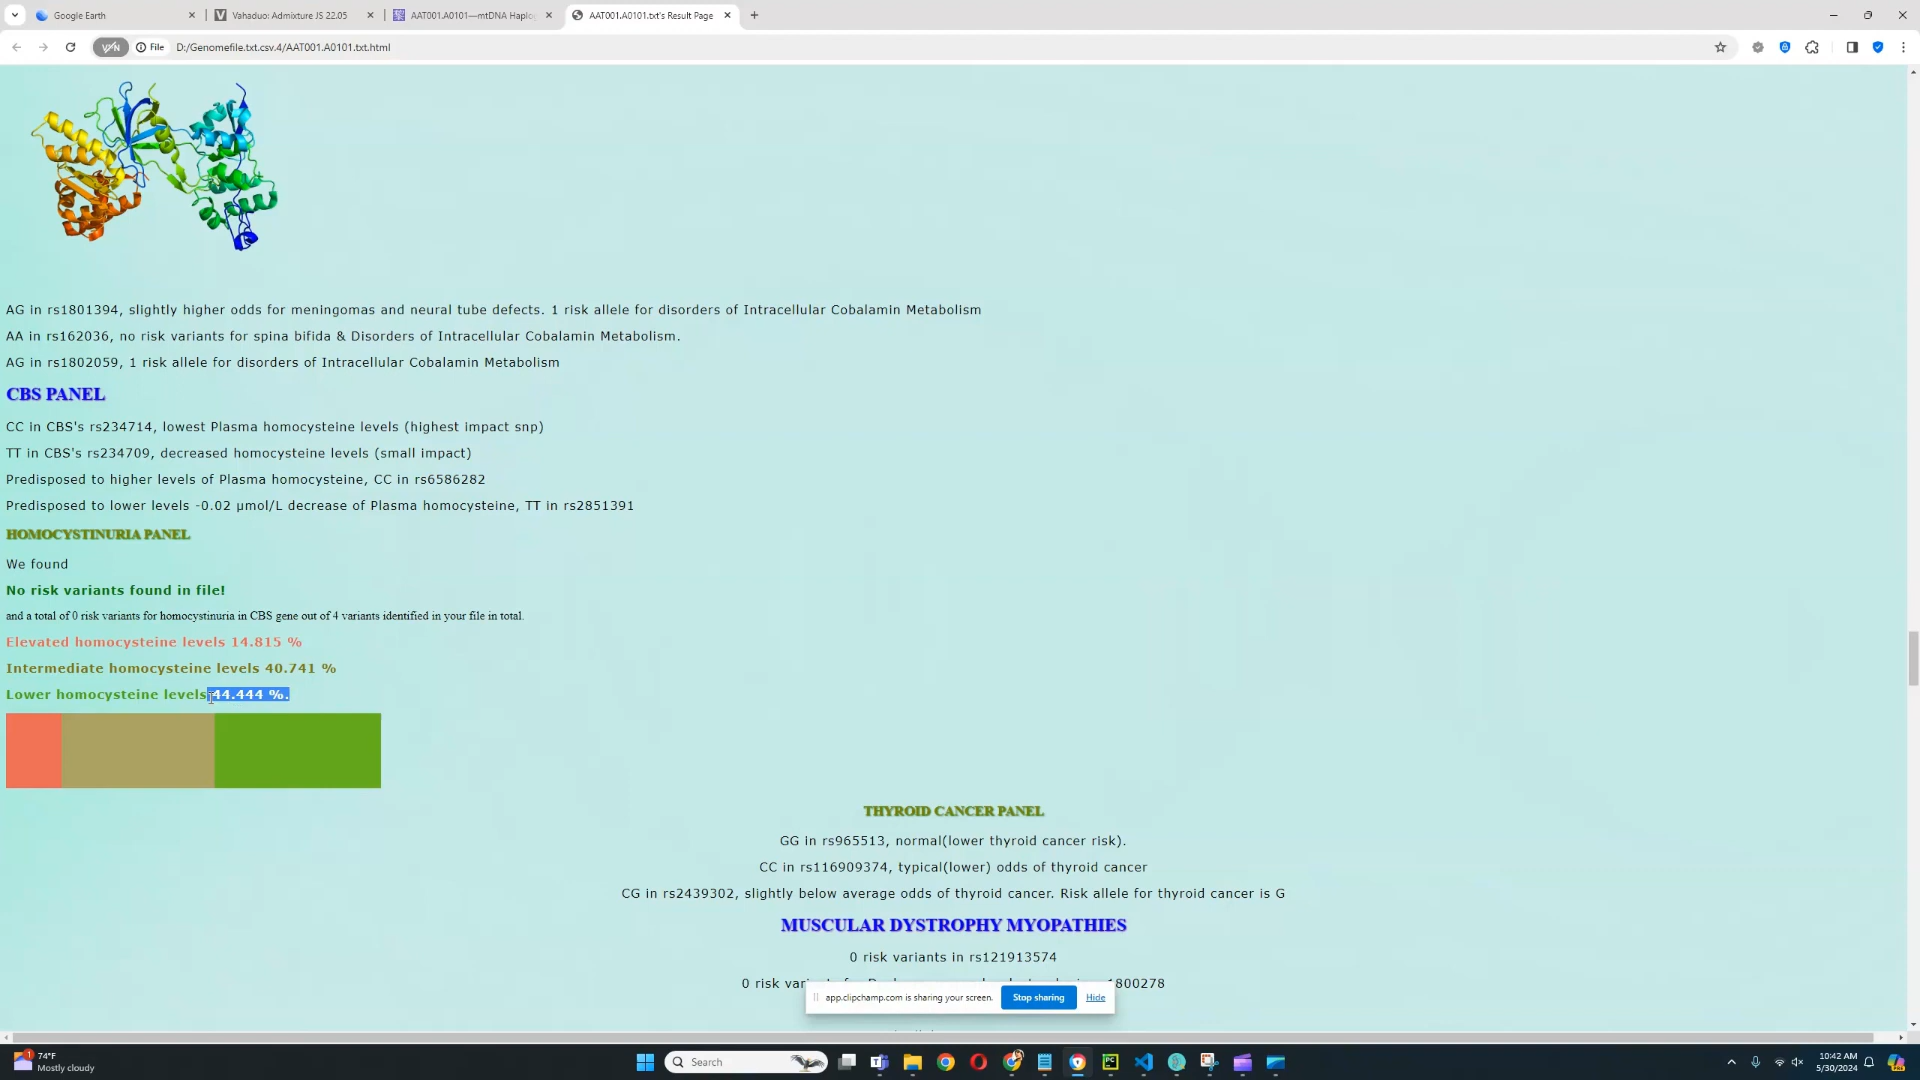 Google Earth
Vahaduo: Admixture JS 22.05
AAT001.A0101—mtDNA Haplog
AAT001.A0101.txt's Result Page
VPN
File
D:/Genomefile.txt.csv.4/AAT001.A0101.txt.html
AG in rs1801394, slightly higher odds for meningomas and neural tube defects. 1 risk allele for disorders of Intracellular Cobalamin Metabolism
AA in rs162036, no risk variants for spina bifida & Disorders of Intracellular Cobalamin Metabolism.
AG in rs1802059, 1 risk allele for disorders of Intracellular Cobalamin Metabolism
CBS PANEL
CC in CBS's rs234714, lowest Plasma homocysteine levels (highest impact snp)
TT in CBS's rs234709, decreased homocysteine levels (small impact)
Predisposed to higher levels of Plasma homocysteine, CC in rs6586282
Predisposed to lower levels -0.02 µmol/L decrease of Plasma homocysteine, TT in rs2851391
HOMOCYSTINURIA PANEL
We found
No risk variants found in file!
and a total of 0 risk variants for homocystinuria in CBS gene out of 4 variants identified in your file in total.
Elevated homocysteine levels 14.815 %
Intermediate homocysteine levels 40.741 %
Lower homocysteine levels 44.444 %.
THYROID CANCER PANEL
GG in rs965513, normal(lower thyroid cancer risk).
CC in rs116909374, typical(lower) odds of thyroid cancer
CG in rs2439302, slightly below average odds of thyroid cancer. Risk allele for thyroid cancer is G
MUSCULAR DYSTROPHY MYOPATHIES
0 risk variants in rs121913574
0 risk 1800278
app.clipchamp.com is sharing your screen.
Stop sharing
Hide
1
74°F
Mostly cloudy
Search
10:42 AM
5/30/2024